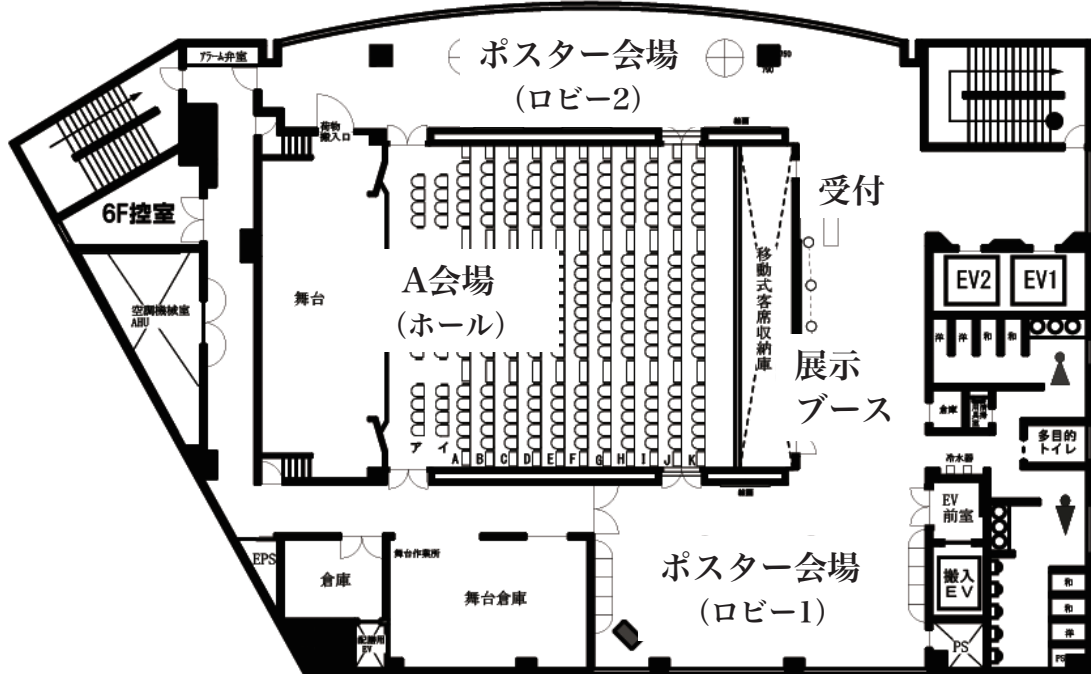 アラーム弁室
ポスター会場
（ロビー2）
荷物
搬入口
受付
6F控室
A会場
（ホール）
舞台
移動式客席収納庫
EV2
EV1
空調機械室
AHU
洋
洋
和
和
展示
ブース
倉庫
多目的
トイレ
冷水器
ア
イ
A
B
C
D
E
F
G
H
I
J
K
EV
前室
EPS
倉庫
舞台作業所
舞台倉庫
ポスター会場
（ロビー1）
搬入
EV
PS
和
和
洋
PS
EV